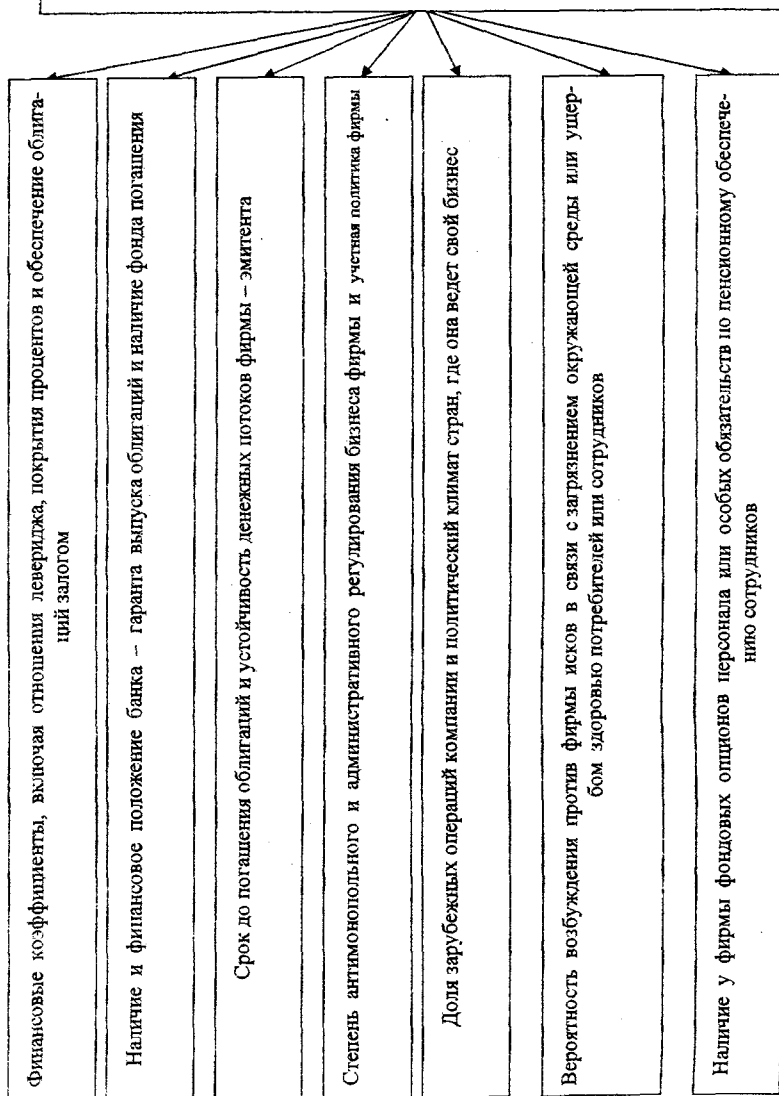 Финансовые коэффициенты, включая отношения левериджа, покрытия процентов и обеспечение облига-
ций залогом
Наличие и финансовое положение банка – гаранта выпуска облигаций и наличие фонда погашения
Срок до погашения облигаций и устойчивость денежных потоков фирмы – эмитента
Степень антимонопольного и административного регулирования бизнеса фирмы и учетная политика фирмы
Доля зарубежных операций компании и политический климат стран, где она ведет свой бизнес
Вероятность возбуждения против фирмы исков в связи с загрязнением окружающей среды или ущер-
бом здоровью потребителей или сотрудников
Наличие у фирмы фондовых опционов персонала или особых обязательств по пенсионному обеспече-
нию сотрудников